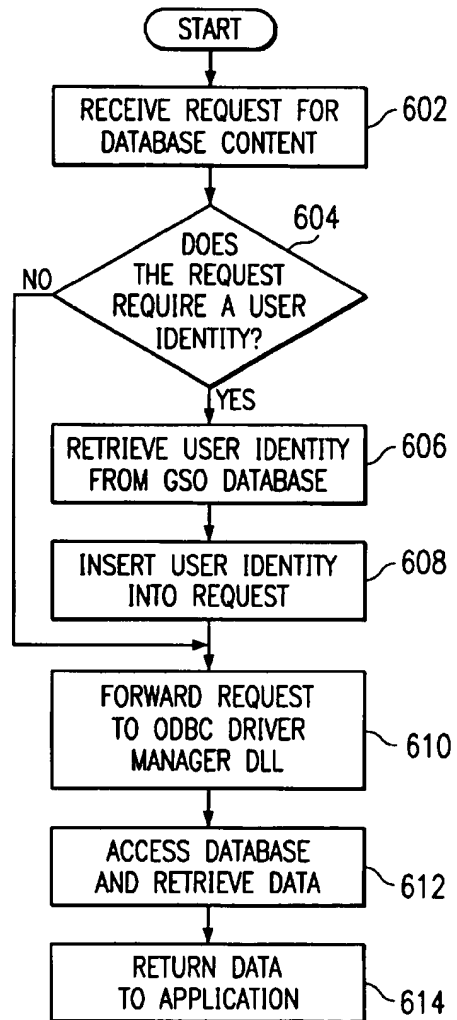 START
RECEIVE REQUEST FOR
DATABASE CONTENT
602
604
DOES
THE REQUEST
REQUIRE A USER
IDENTITY?
NO
YES
RETRIEVE USER IDENTITY
FROM GSO DATABASE
606
INSERT USER IDENTITY
INTO REQUEST
608
FORWARD REQUEST
TO ODBC DRIVER
MANAGER DLL
610
ACCESS DATABASE
AND RETRIEVE DATA
612
RETURN DATA
TO APPLICATION
614